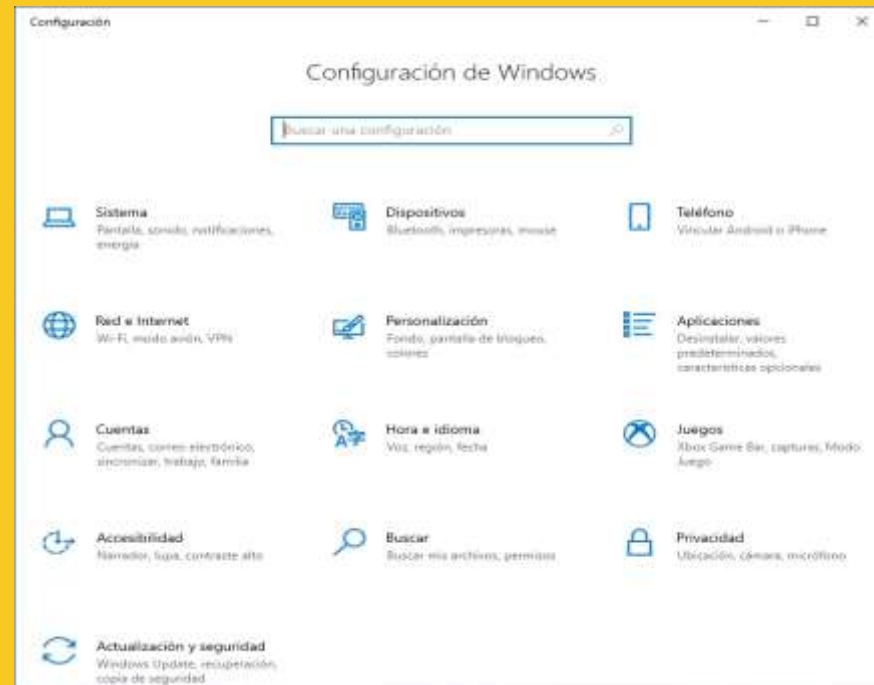 Configuración
Configuración de Windows
Buscar una configuración
Sistema
Pantalla, sonido, notificaciones,
energía
Dispositivos
Bluetooth, impresoras, mouse
Teléfono
Vincular Android o iPhone
Red e Internet
Wi-Fi, modo avión, VPN
Personalización
Fondo, pantalla de bloqueo,
colores
Aplicaciones
Desinstalar, valores
predeterminados,
características opcionales
Cuentas
Cuentas, correo electrónico,
sincronizar, trabajo, familia
Hora e idioma
Voz, región, fecha
Juegos
Xbox Game Bar, capturas, Modo
Juego
Accesibilidad
Narrador, lupa, contraste alto
Buscar
Buscar mis archivos, permisos
Privacidad
Ubicación, cámara, micrófono
Actualización y seguridad
Windows Update, recuperación,
copia de seguridad